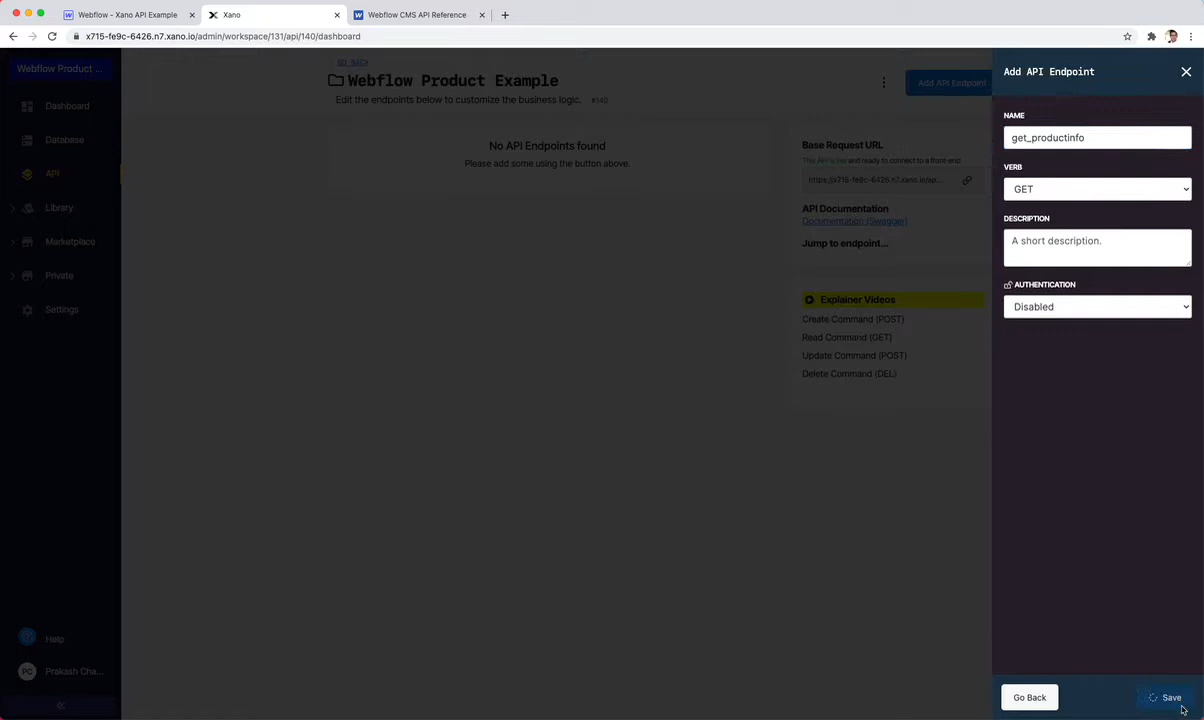 Webflow - Xano API Example
Xano
Webflow CMS API Reference
x715-fe9c-6426.n7.xano.io/admin/workspace/131/api/140/dashboard
Webflow Product ...
Dashboard
Database
API
Library
Marketplace
Private
Settings
Help
PC
Prakash Cha...
GO BACK
Webflow Product Example
Edit the endpoints below to customize the business logic. #140
Add API Endpoint
No API Endpoints found
Please add some using the button above.
Base Request URL
This API is live and ready to connect to a front end.
https://x715-fe9c-6426.n7.xano.io/ap...
API Documentation
Documentation (Swagger)
Jump to endpoint...
Explainer Videos
Create Command (POST)
Read Command (GET)
Update Command (POST)
Delete Command (DEL)
Add API Endpoint
NAME
get_productinfo
VERB
GET
DESCRIPTION
A short description.
AUTHENTICATION
Disabled
Go Back
Save